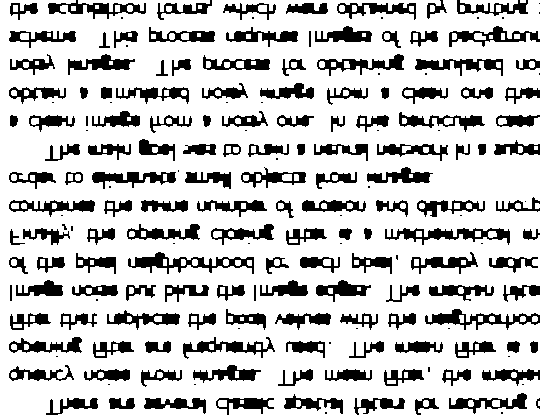 There are several classic spatial filters for reducing
quency noise from images. The mean filter, the median
opening filter are frequently used. The mean filter is a
filter that replaces the pixel values with the neighborhoo
image noise but blurs the image edges. The median filter
of the pixel neighborhood for each pixel, thereby reduc
Finally, the opening closing filter is a mathematical m
combines the same number of erosion and dilation morp
order to eliminate small objects from images.
The main goal was to train a neural network in a super
a clean image from a noisy one. In this particular case,
obtain a simulated noisy image from a clean one than
noisy images. The process for obtaining simulated no
scheme. This process requires images of the backgroun
the acquisition forms, which were obtained by printing